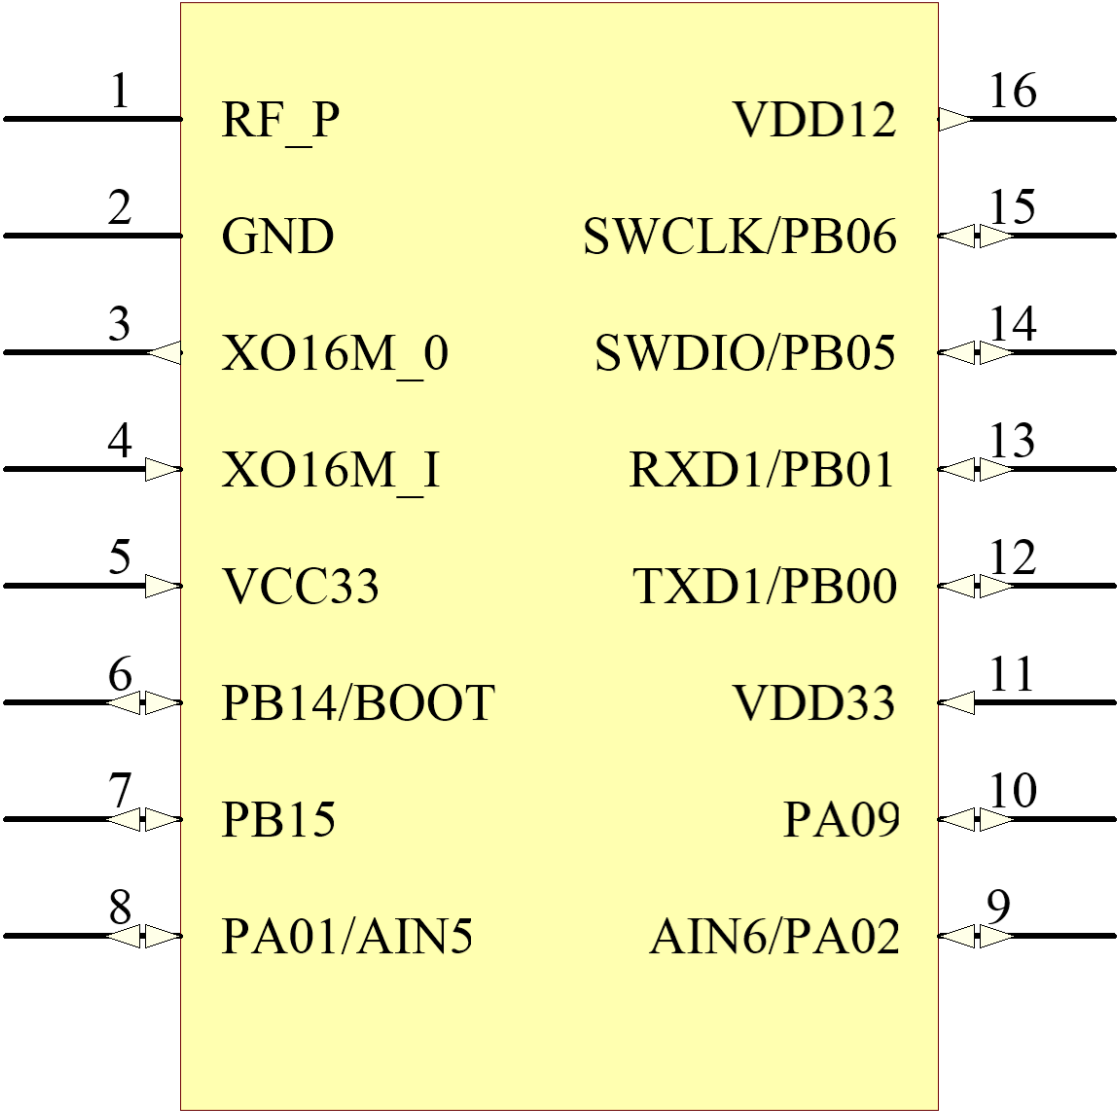 1 RF_P VDD12 16
2 GND SWCLK/PB06 15
3 XO16M_0 SWDIO/PB05 14
4 XO16M_I RXD1/PB01 13
5 VCC33 TXD1/PB00 12
6 PB14/BOOT VDD33 11
7 PB15 PA09 10
8 PA01/AIN5 AIN6/PA02 9